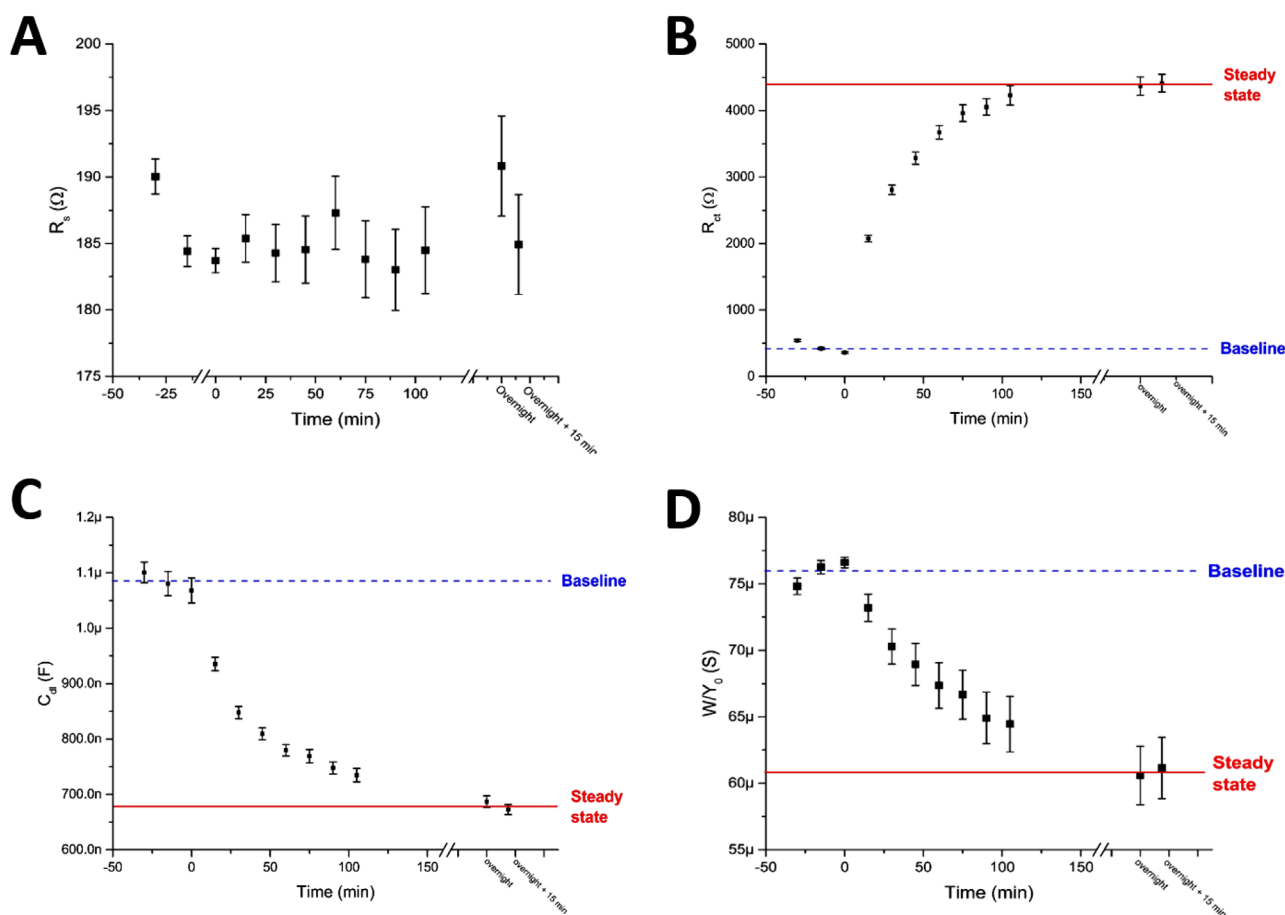 A
200
195
190
185
180
175
Rs (Ω)
-50
-25
0
25
50
75
100
Overnight
Overnight + 15 min
Time (min)
B
5000
4000
3000
2000
1000
0
Rct (Ω)
Steady
state
Baseline
-50
0
50
100
150
overnight
Overnight + 15 min
Time (min)
C
1.2µ
1.1µ
1.0µ
900.0n
800.0n
700.0n
600.0n
Cdl (F)
Baseline
Steady
state
-50
0
50
100
150
overnight
overnight + 15 min
Time (min)
D
80µ
75µ
70µ
65µ
60µ
55µ
W/Y0 (S)
Baseline
Steady
state
-50
0
50
100
150
overnight
overnight + 15 min
Time (min)